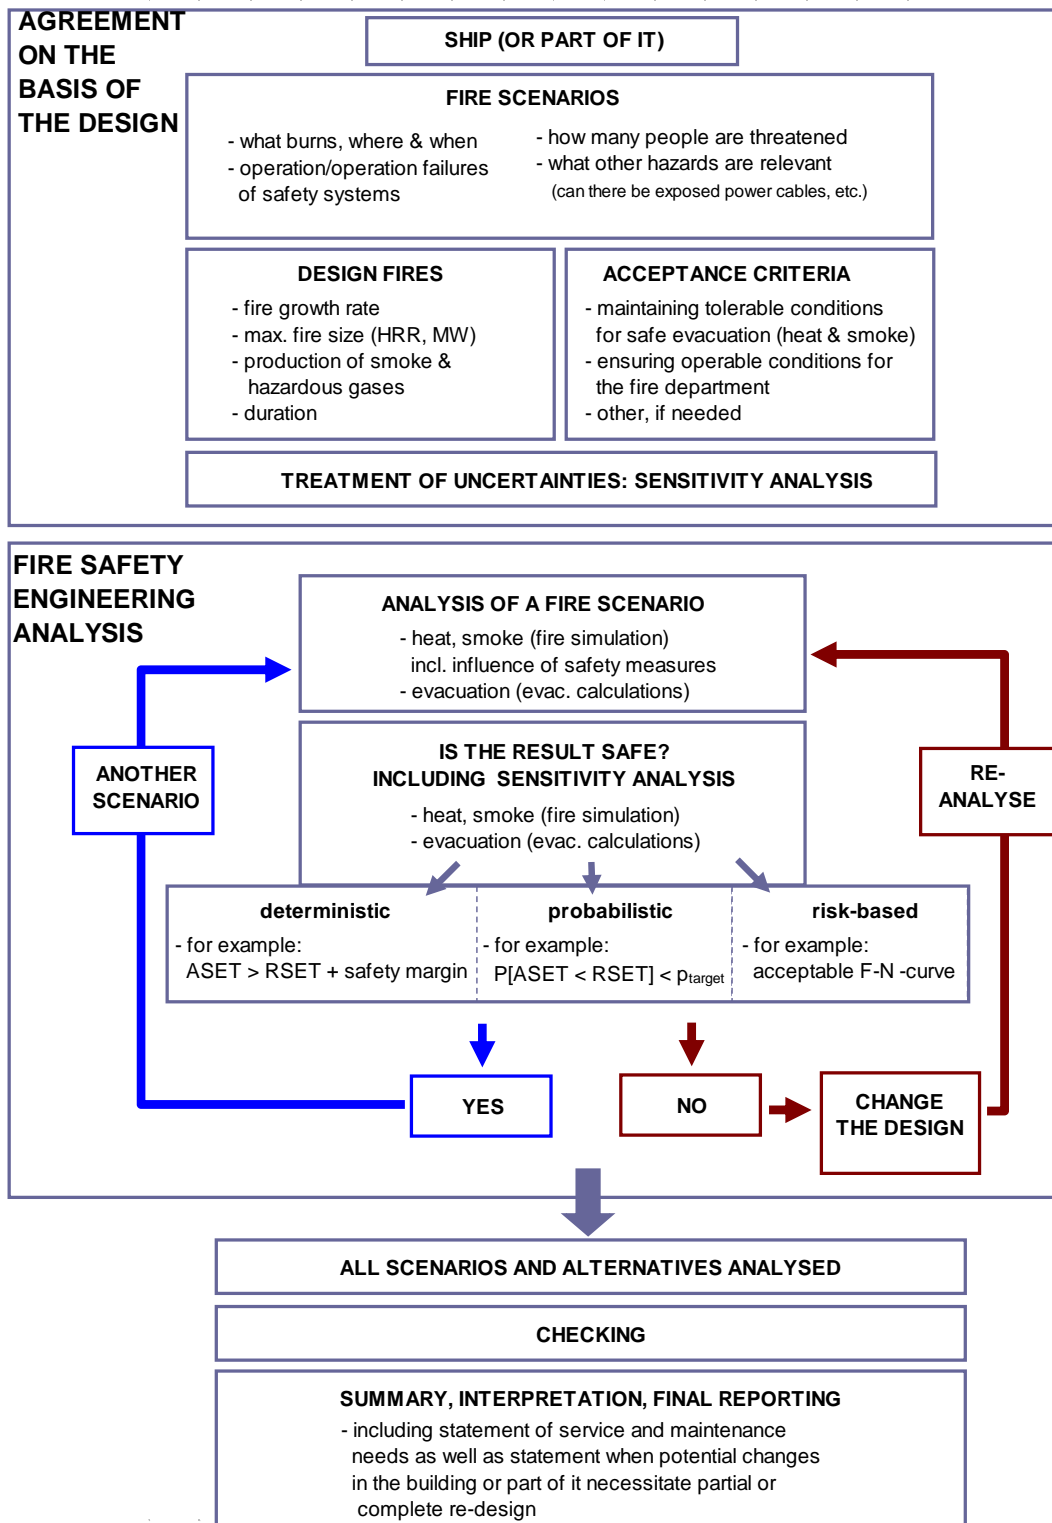 AGREEMENT
ON THE
BASIS OF
THE DESIGN
SHIP (OR PART OF IT)
FIRE SCENARIOS
- what burns, where & when
- operation/operation failures
of safety systems
- how many people are threatened
- what other hazards are relevant
(can there be exposed power cables, etc.)
DESIGN FIRES
- fire growth rate
- max. fire size (HRR, MW)
- production of smoke &
hazardous gases
- duration
ACCEPTANCE CRITERIA
- maintaining tolerable conditions
for safe evacuation (heat & smoke)
- ensuring operable conditions for
the fire department
- other, if needed
TREATMENT OF UNCERTAINTIES: SENSITIVITY ANALYSIS
FIRE SAFETY
ENGINEERING
ANALYSIS
ANALYSIS OF A FIRE SCENARIO
- heat, smoke (fire simulation)
incl. influence of safety measures
- evacuation (evac. calculations)
IS THE RESULT SAFE?
INCLUDING SENSITIVITY ANALYSIS
- heat, smoke (fire simulation)
- evacuation (evac. calculations)
ANOTHER
SCENARIO
RE-
ANALYSE
deterministic
- for example:
ASET > RSET + safety margin
probabilistic
- for example:
P[ASET < RSET] < ptarget
risk-based
- for example:
acceptable F-N -curve
YES
NO
CHANGE
THE DESIGN
ALL SCENARIOS AND ALTERNATIVES ANALYSED
CHECKING
SUMMARY, INTERPRETATION, FINAL REPORTING
- including statement of service and maintenance
needs as well as statement when potential changes
in the building or part of it necessitate partial or
complete re-design